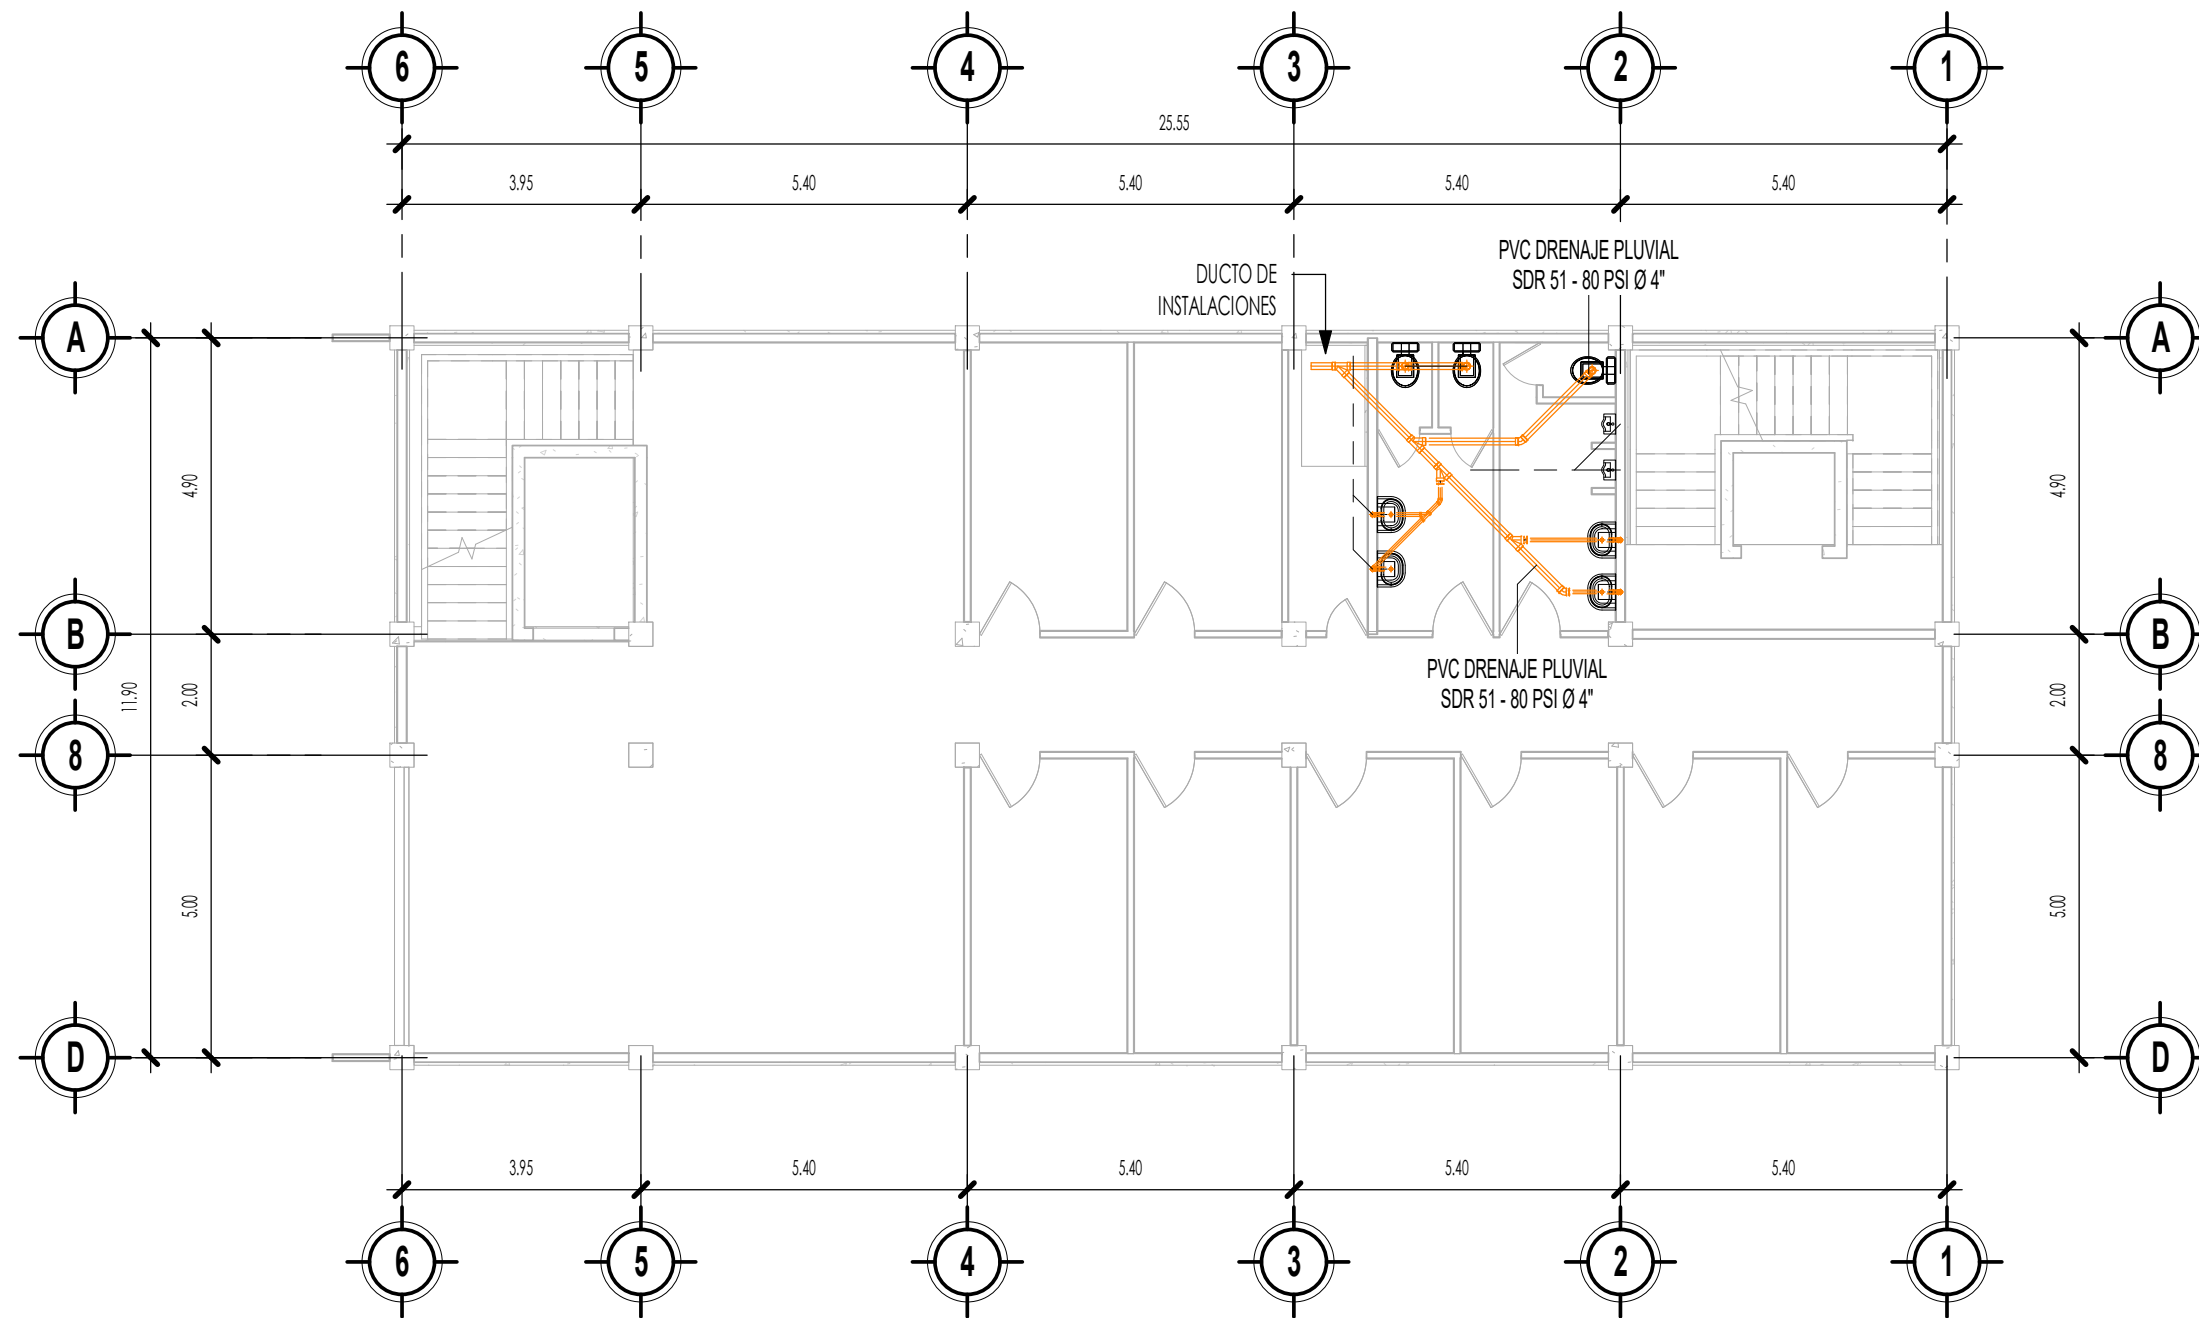 6 5 4 3 2 1
25.55
3.95 5.40 5.40 5.40 5.40
PVC DRENAJE PLUVIAL
SDR 51 - 80 PSI Ø 4"
DUCTO DE
INSTALACIONES
A A
4.90 4.90
B B
PVC DRENAJE PLUVIAL
SDR 51 - 80 PSI Ø 4"
11.90 2.00 2.00
8 8
5.00 5.00
D D
3.95 5.40 5.40 5.40 5.40
6 5 4 3 2 1